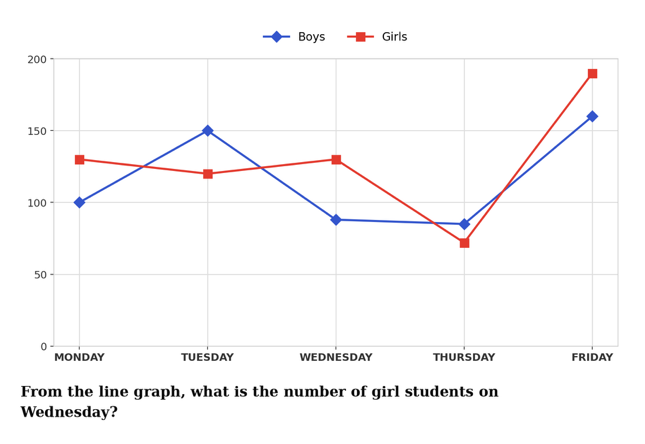 Boys Girls
200
150
100
50
0
MONDAY TUESDAY WEDNESDAY THURSDAY FRIDAY
From the line graph, what is the number of girl students on
Wednesday?